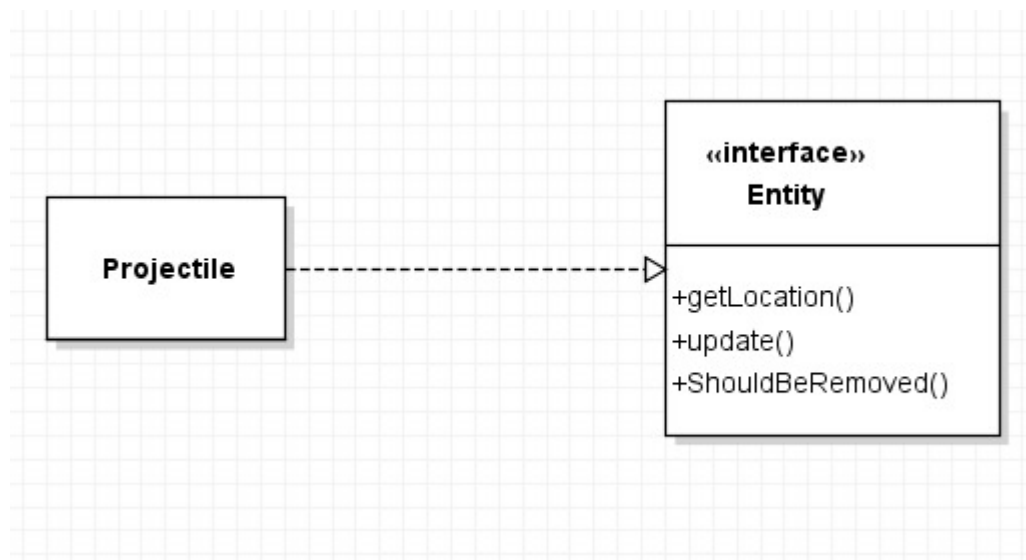 Projectile
«interface»
Entity
+getLocation()
+update()
+ShouldBeRemoved()